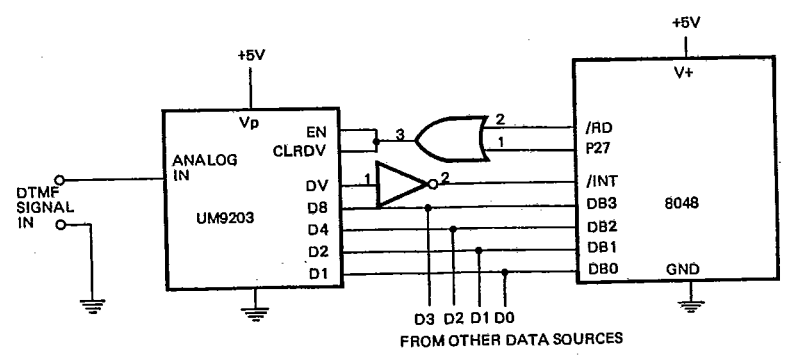 +5V
+5V
Vp
V+
EN
3
2
/RD
CLRDV
1
P27
ANALOG
IN
DV
1
2
/INT
DTMF
SIGNAL
IN
UM9203
D8
DB3
8048
D4
DB2
D2
DB1
D1
DB0
GND
D3 D2 D1 D0
FROM OTHER DATA SOURCES